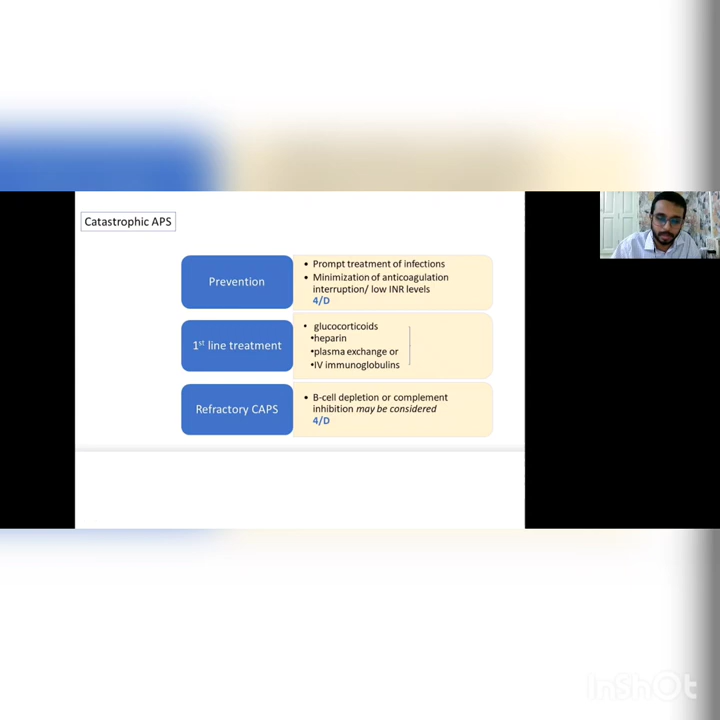 Catastrophic APS
Prevention
• Prompt treatment of infections
• Minimization of anticoagulation
interruption/ low INR levels
4/D
1st line treatment
• glucocorticoids
•heparin
•plasma exchange or
•IV immunoglobulins
Refractory CAPS
• B-cell depletion or complement
inhibition may be considered
4/D
InShOt